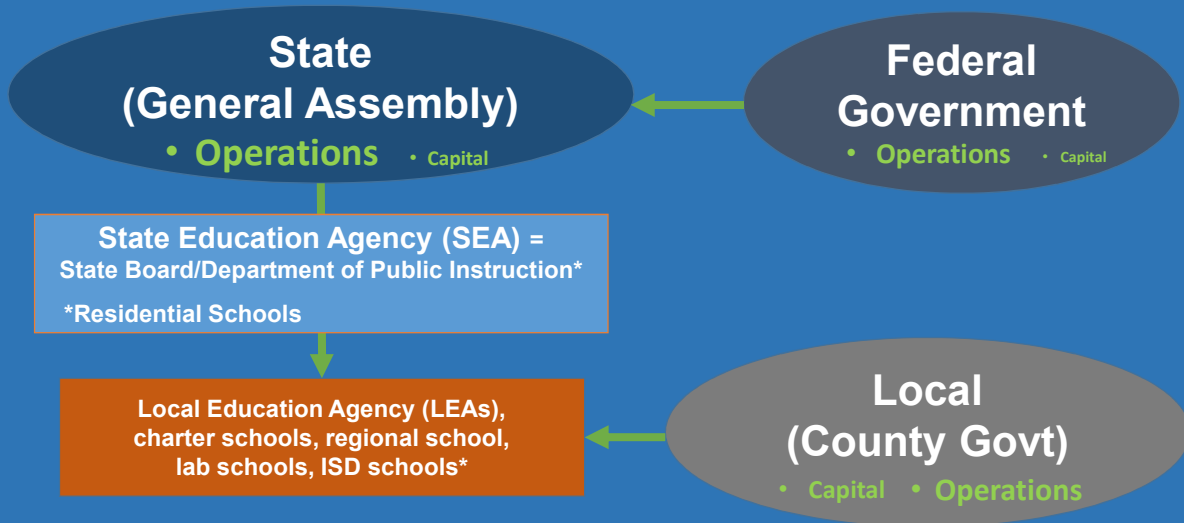 State
(General Assembly)
• Operations • Capital
Federal
Government
• Operations • Capital
State Education Agency (SEA) =
State Board/Department of Public Instruction*
*Residential Schools
Local Education Agency (LEAs),
charter schools, regional school,
lab schools, ISD schools*
Local
(County Govt)
• Capital • Operations